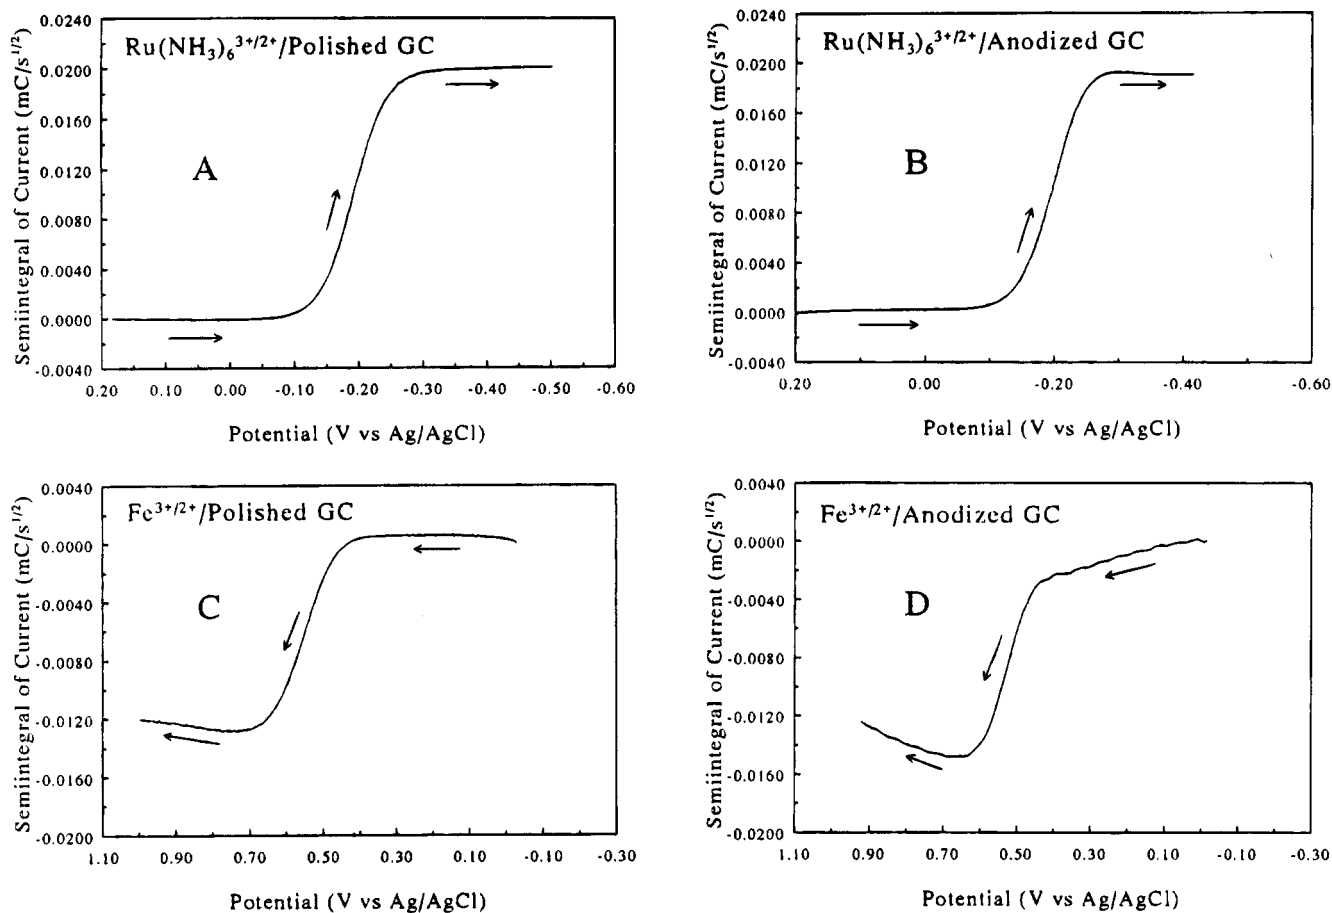 Semiintegral of Current (mC/s^1/2)
0.0240
0.0200
0.0160
0.0120
0.0080
0.0040
0.0000
-0.0040
Ru(NH3)6^3+/2+/Polished GC
A
0.20 0.00 -0.10 -0.20 -0.30 -0.40 -0.50 -0.60
Potential (V vs Ag/AgCl)
Semiintegral of Current (mC/s^1/2)
0.0240
0.0200
0.0160
0.0120
0.0080
0.0040
0.0000
-0.0040
Ru(NH3)6^3+/2+/Anodized GC
B
0.20 0.00 -0.20 -0.40 -0.60
Potential (V vs Ag/AgCl)
Semiintegral of Current (mC/s^1/2)
0.0040
0.0000
-0.0040
-0.0080
-0.0120
-0.0160
-0.0200
Fe^3+/2+/Polished GC
C
1.10 0.90 0.70 0.50 0.30 0.10 -0.10 -0.30
Potential (V vs Ag/AgCl)
Semiintegral of Current (mC/s^1/2)
0.0040
0.0000
-0.0040
-0.0080
-0.0120
-0.0160
-0.0200
Fe^3+/2+/Anodized GC
D
1.10 0.90 0.70 0.50 0.30 0.10 -0.10 -0.30
Potential (V vs Ag/AgCl)